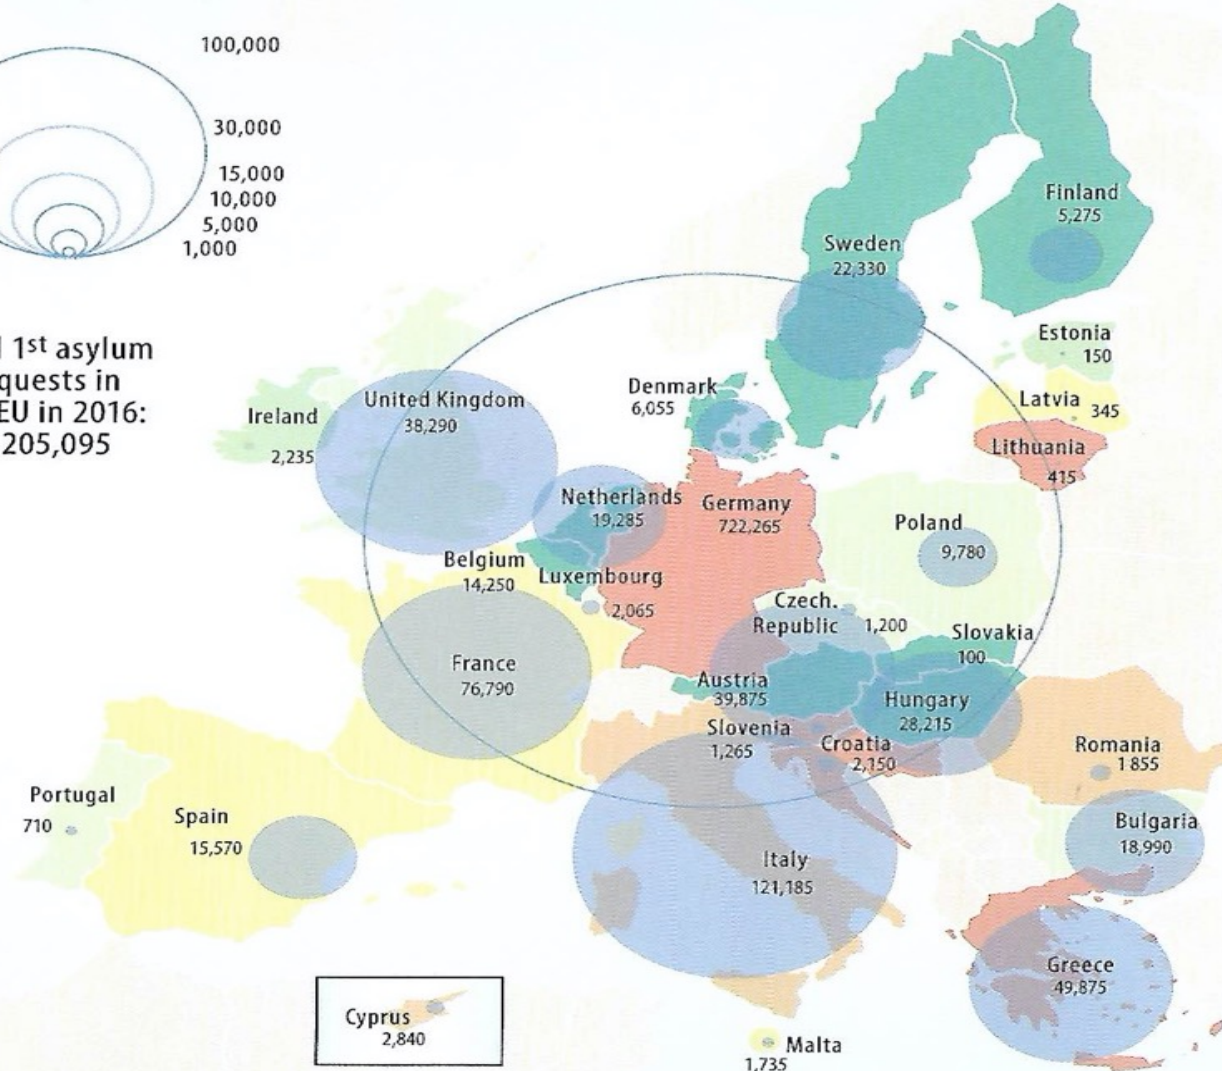 100,000
30,000
15,000
10,000
5,000
1,000
1st asylum
quests in
EU in 2016:
205,095
Finland
5,275
Sweden
22,330
Estonia
150
Latvia 345
Lithuania
415
Denmark
6,055
United Kingdom
38,290
Ireland
2,235
Netherlands
19,285
Germany
722,265
Poland
9,780
Belgium
14,250
Luxembourg
2,065
Czech.
Republic 1,200
Slovakia
100
France
76,790
Austria
39,875
Hungary
28,215
Slovenia
1,265
Croatia
2,150
Romania
1 855
Portugal
710
Spain
15,570
Bulgaria
18,990
Italy
121,185
Greece
49,875
Cyprus
2,840
Malta
1,735